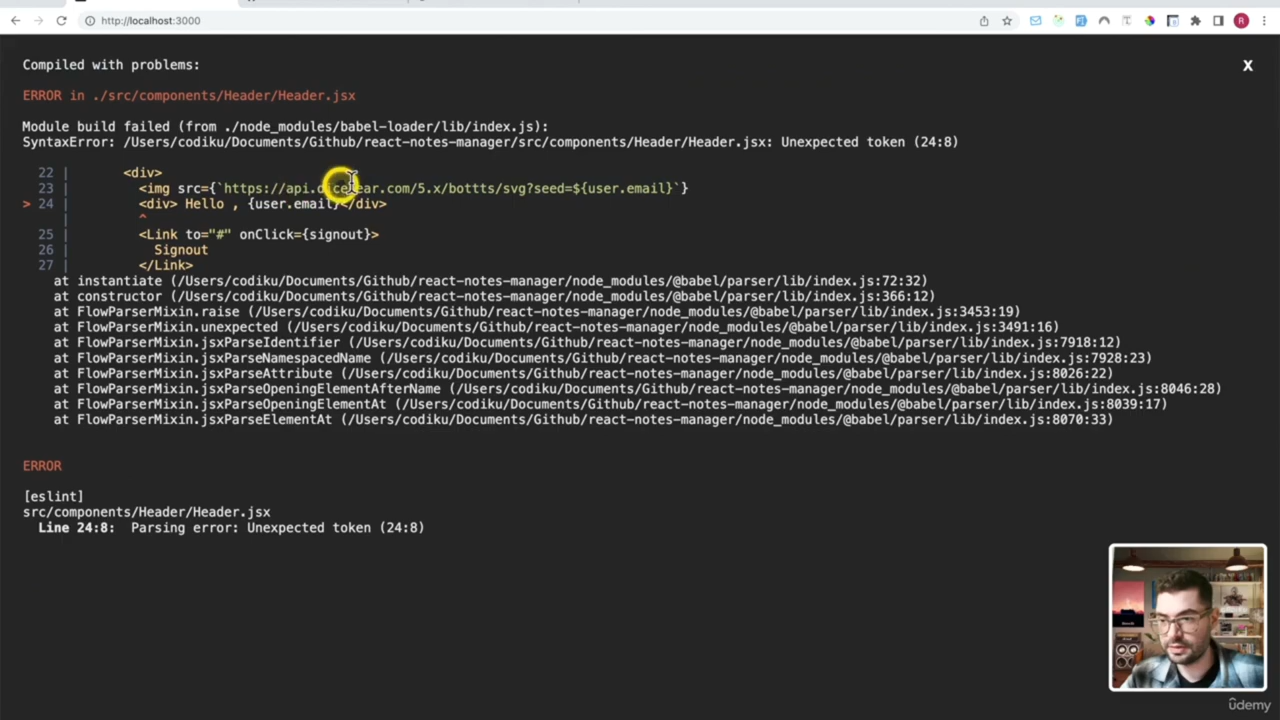 http://localhost:3000
R
Compiled with problems:
X
ERROR in ./src/components/Header/Header.jsx
Module build failed (from ./node_modules/babel-loader/lib/index.js):
SyntaxError: /Users/codiku/Documents/Github/react-notes-manager/src/components/Header/Header.jsx: Unexpected token (24:8)
22 | <div>
23 | <img src={`https://api.dicebear.com/5.x/bottts/svg?seed=${user.email}`}
> 24 | <div> Hello , {user.email}</div>
| ^
25 | <Link to="#" onClick={signout}>
26 | Signout
27 | </Link>
at instantiate (/Users/codiku/Documents/Github/react-notes-manager/node_modules/@babel/parser/lib/index.js:72:32)
at constructor (/Users/codiku/Documents/Github/react-notes-manager/node_modules/@babel/parser/lib/index.js:366:12)
at FlowParserMixin.raise (/Users/codiku/Documents/Github/react-notes-manager/node_modules/@babel/parser/lib/index.js:3453:19)
at FlowParserMixin.unexpected (/Users/codiku/Documents/Github/react-notes-manager/node_modules/@babel/parser/lib/index.js:3491:16)
at FlowParserMixin.jsxParseIdentifier (/Users/codiku/Documents/Github/react-notes-manager/node_modules/@babel/parser/lib/index.js:7918:12)
at FlowParserMixin.jsxParseNamespacedName (/Users/codiku/Documents/Github/react-notes-manager/node_modules/@babel/parser/lib/index.js:7928:23)
at FlowParserMixin.jsxParseAttribute (/Users/codiku/Documents/Github/react-notes-manager/node_modules/@babel/parser/lib/index.js:8026:22)
at FlowParserMixin.jsxParseOpeningElementAfterName (/Users/codiku/Documents/Github/react-notes-manager/node_modules/@babel/parser/lib/index.js:8046:28)
at FlowParserMixin.jsxParseOpeningElementAt (/Users/codiku/Documents/Github/react-notes-manager/node_modules/@babel/parser/lib/index.js:8039:17)
at FlowParserMixin.jsxParseElementAt (/Users/codiku/Documents/Github/react-notes-manager/node_modules/@babel/parser/lib/index.js:8070:33)
ERROR
[eslint]
src/components/Header/Header.jsx
Line 24:8: Parsing error: Unexpected token (24:8)
ûdemy